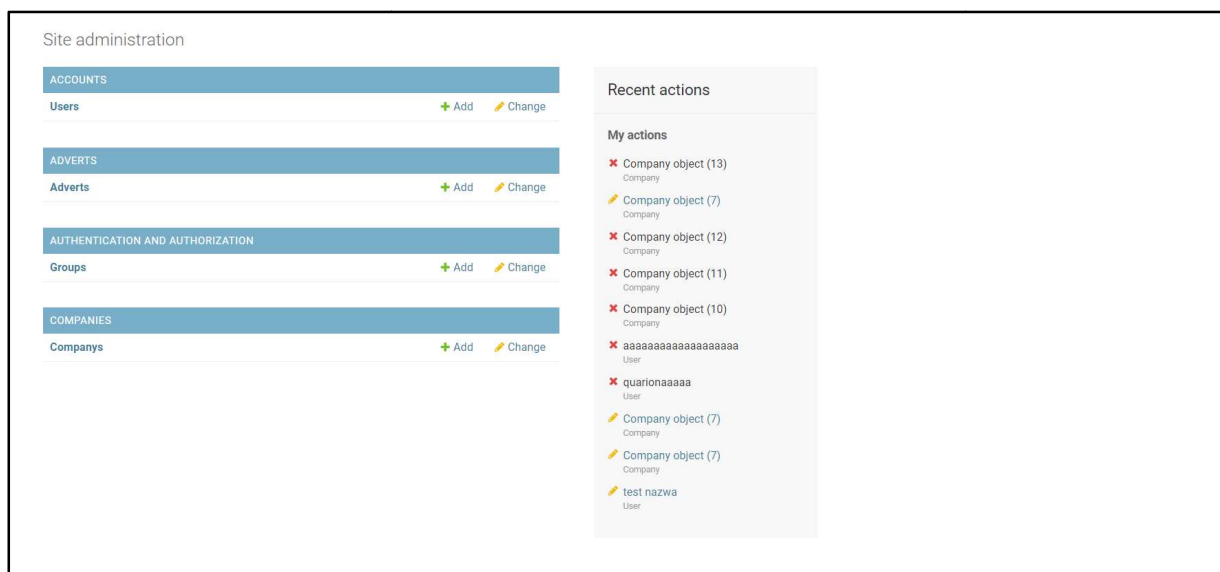 Site administration
ACCOUNTS
Users Add Change
ADVERTS
Adverts Add Change
AUTHENTICATION AND AUTHORIZATION
Groups Add Change
COMPANIES
Companys Add Change
Recent actions
My actions
Company object (13)
Company
Company object (7)
Company
Company object (12)
Company
Company object (11)
Company
Company object (10)
Company
aaaaaaaaaaaaaaaaaaa
User
quarionaaaaa
User
Company object (7)
Company
Company object (7)
Company
test nazwa
User